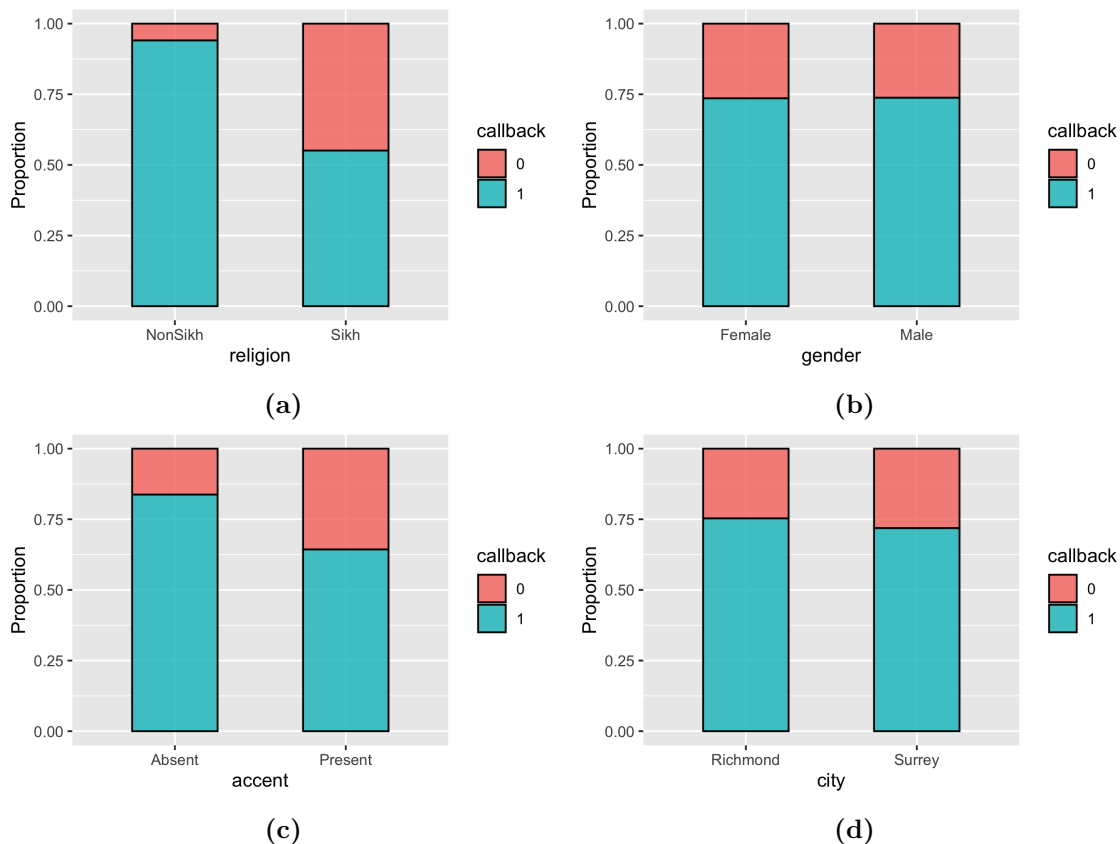 1.00
0.75
0.50
0.25
0.00
Proportion
NonSikh Sikh
religion
callback
0
1
(a)
1.00
0.75
0.50
0.25
0.00
Proportion
Female Male
gender
callback
0
1
(b)
1.00
0.75
0.50
0.25
0.00
Proportion
Absent Present
accent
callback
0
1
(c)
1.00
0.75
0.50
0.25
0.00
Proportion
Richmond Surrey
city
callback
0
1
(d)